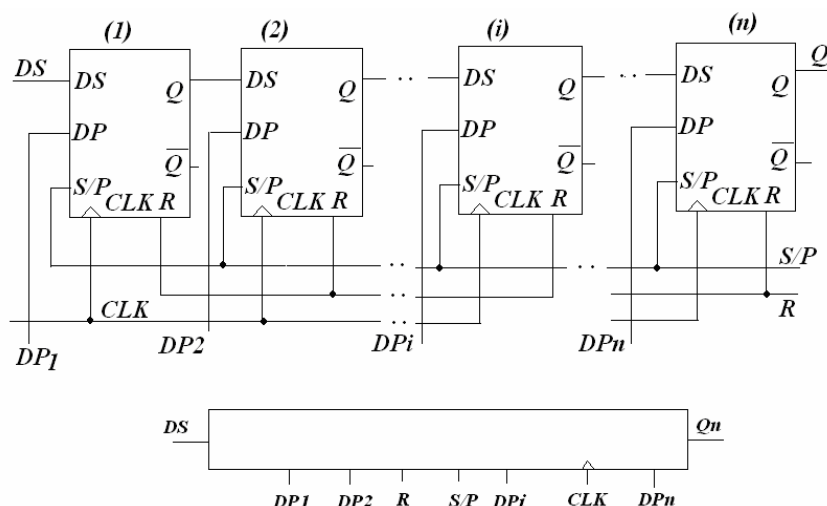 (1) (2) (i) (n)
DS DS Q DS Q .. DS Q .. DS Q Q
DP DP DP DP
Q Q Q Q
S/P S/P S/P S/P
CLK R CLK R CLK R CLK R
.. .. S/P
..
CLK .. R
DP1 DP2 DPi DPn
DS Qn
DP1 DP2 R S/P DPi CLK DPn